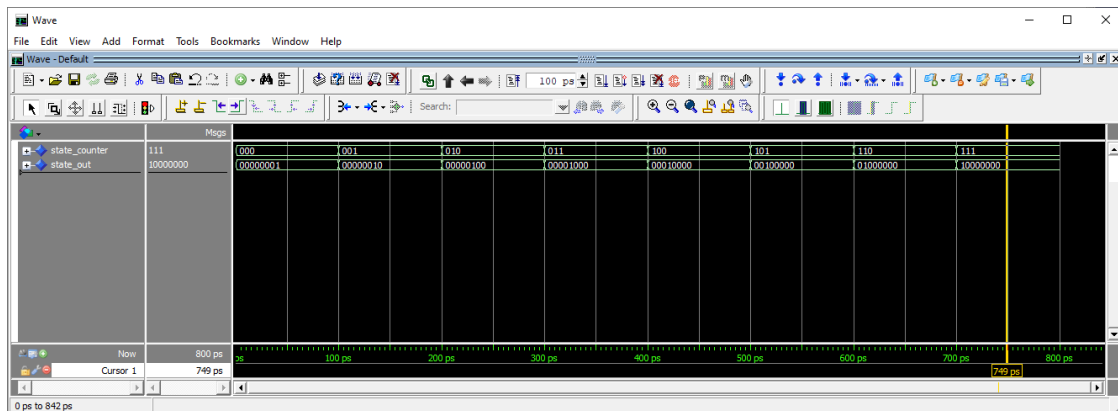 Wave
File Edit View Add Format Tools Bookmarks Window Help
Wave - Default
100 ps
Search:
Msgs
state_counter 111 000 001 010 011 100 101 110 111
state_out 10000000 00000001 00000010 00000100 00001000 00010000 00100000 01000000 10000000
Now 800 ps ps 100 ps 200 ps 300 ps 400 ps 500 ps 600 ps 700 ps 800 ps
Cursor 1 749 ps 749 ps
0 ps to 842 ps